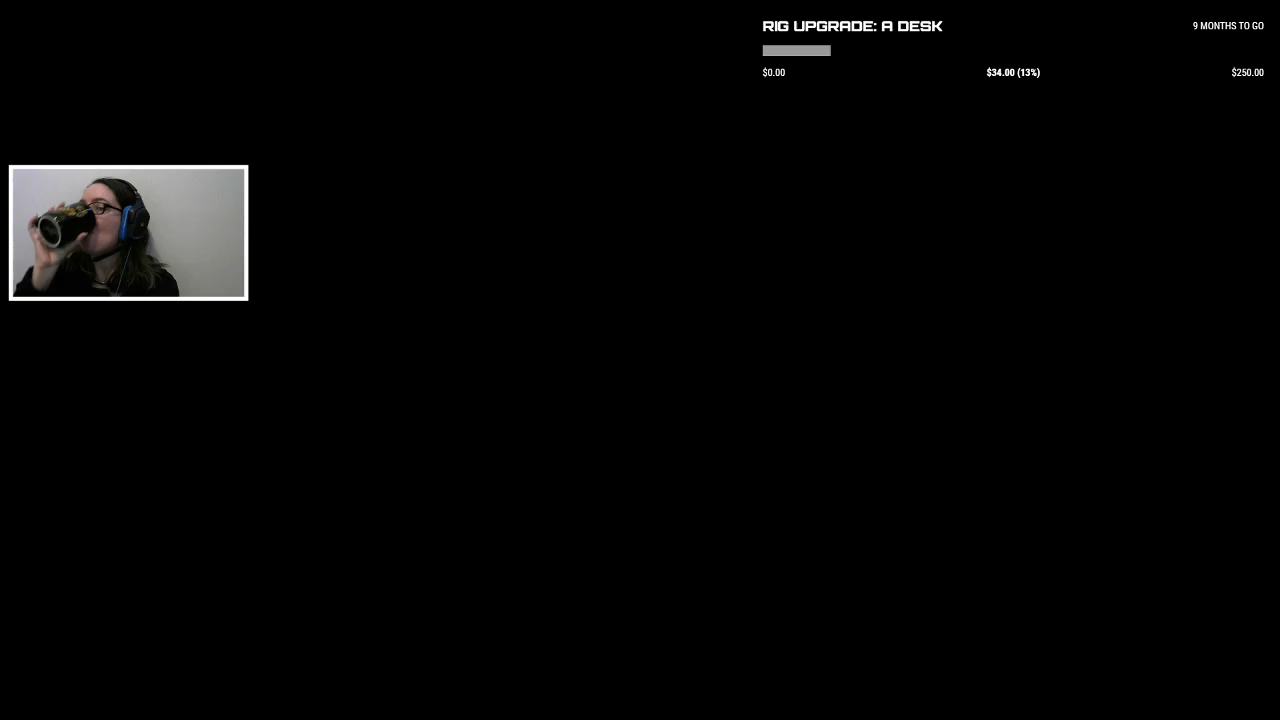 RIG UPGRADE: A DESK
9 MONTHS TO GO
$0.00
$34.00 (13%)
$250.00